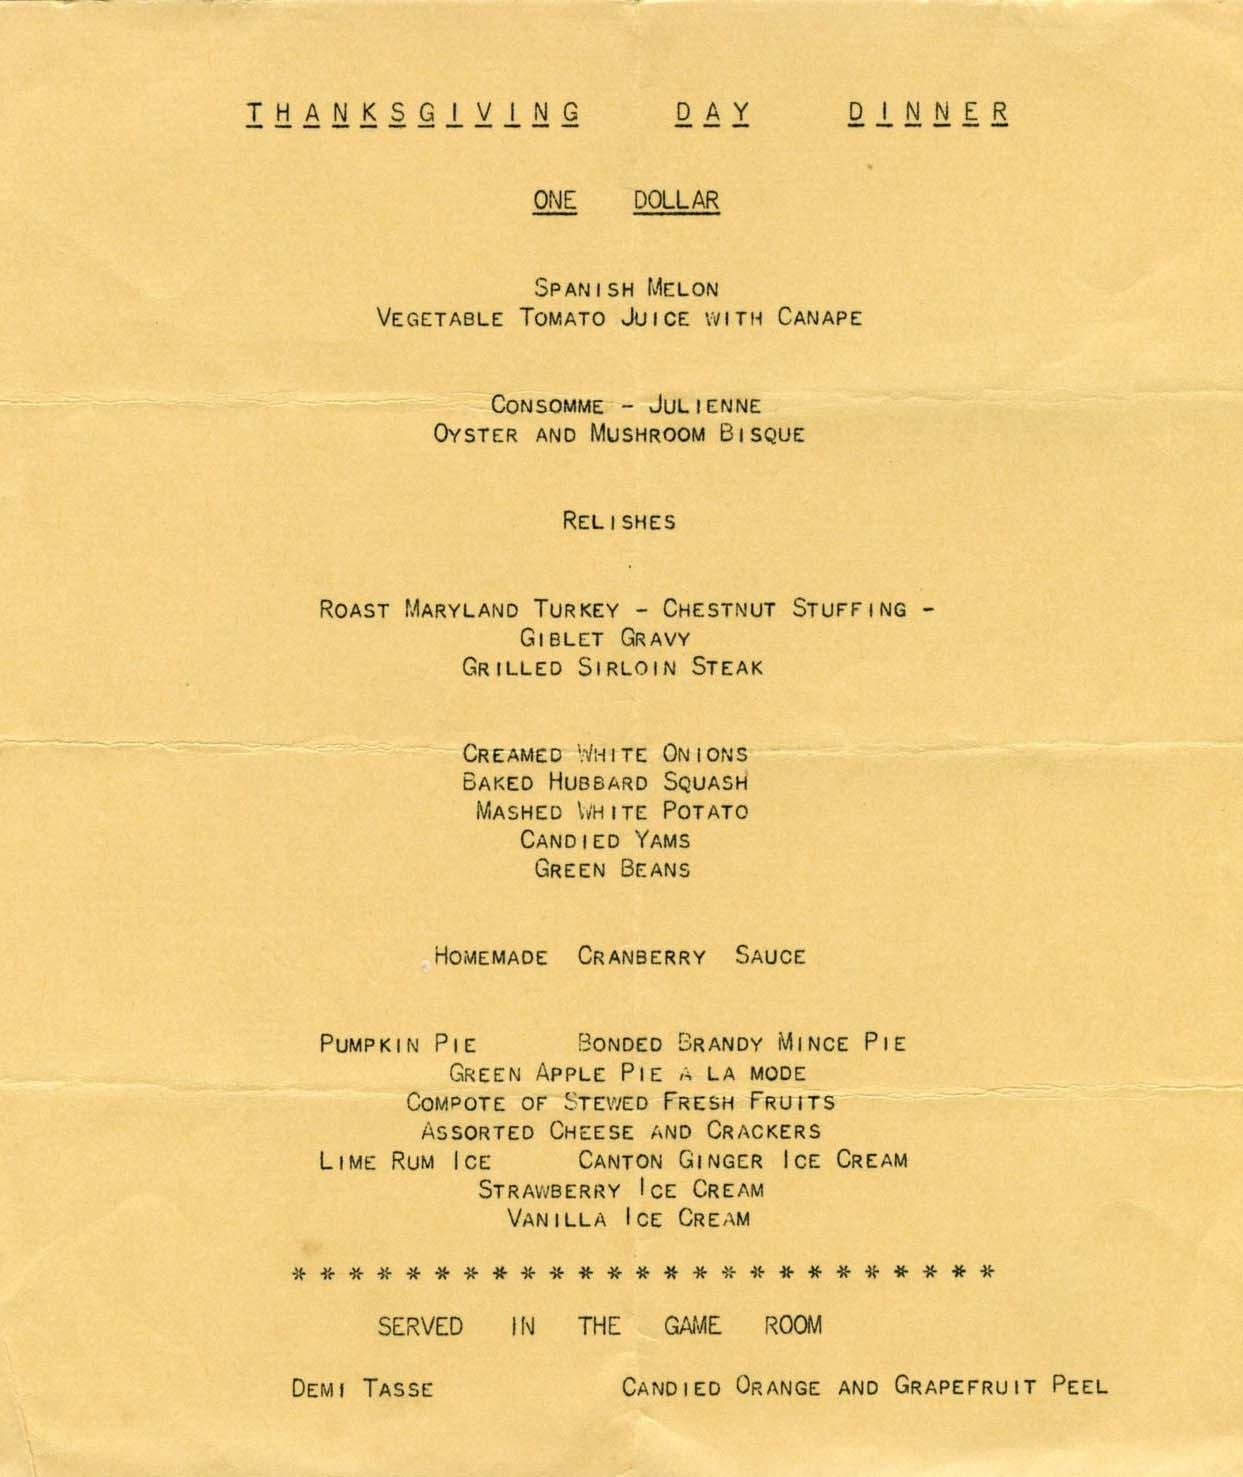 THANKSGIVING DAY DINNER
ONE DOLLAR
SPANISH MELON
VEGETABLE TOMATO JUICE WITH CANAPE
CONSOMME - JULIENNE
OYSTER AND MUSHROOM BISQUE
RELISHES
ROAST MARYLAND TURKEY - CHESTNUT STUFFING -
GIBLET GRAVY
GRILLED SIRLOIN STEAK
CREAMED WHITE ONIONS
BAKED HUBBARD SQUASH
MASHED WHITE POTATO
CANDIED YAMS
GREEN BEANS
HOMEMADE CRANBERRY SAUCE
PUMPKIN PIE BONDED BRANDY MINCE PIE
GREEN APPLE PIE A LA MODE
COMPOTE OF STEWED FRESH FRUITS
ASSORTED CHEESE AND CRACKERS
LIME RUM ICE CANTON GINGER ICE CREAM
STRAWBERRY ICE CREAM
VANILLA ICE CREAM
* * * * * * * * * * * * * * * * * * * * * * * * *
SERVED IN THE GAME ROOM
DEMI TASSE CANDIED ORANGE AND GRAPEFRUIT PEEL